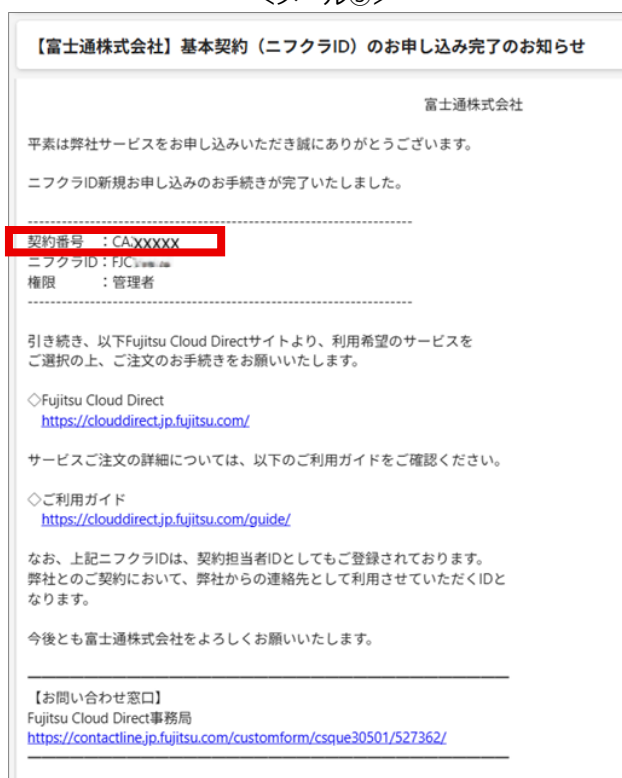 【富士通株式会社】基本契約（ニフクラID）のお申し込み完了のお知らせ
富士通株式会社
平素は弊社サービスをお申し込みいただき誠にありがとうございます。
ニフクラID新規お申し込みのお手続きが完了いたしました。
------------------------------------------------------------------
契約番号　：CA XXXXX
ニフクラID：FJC
権限　　　：管理者
------------------------------------------------------------------
引き続き、以下Fujitsu Cloud Directサイトより、利用希望のサービスを
ご選択の上、ご注文のお手続きをお願いいたします。
◇Fujitsu Cloud Direct
https://clouddirect.jp.fujitsu.com/
サービスご注文の詳細については、以下のご利用ガイドをご確認ください。
◇ご利用ガイド
https://clouddirect.jp.fujitsu.com/guide/
なお、上記ニフクラIDは、契約担当者IDとしてもご登録されております。
弊社とのご契約において、弊社からの連絡先として利用させていただくIDと
なります。
今後とも富士通株式会社をよろしくお願いいたします。
【お問い合わせ窓口】
Fujitsu Cloud Direct事務局
https://contactline.jp.fujitsu.com/customform/csque30501/527362/